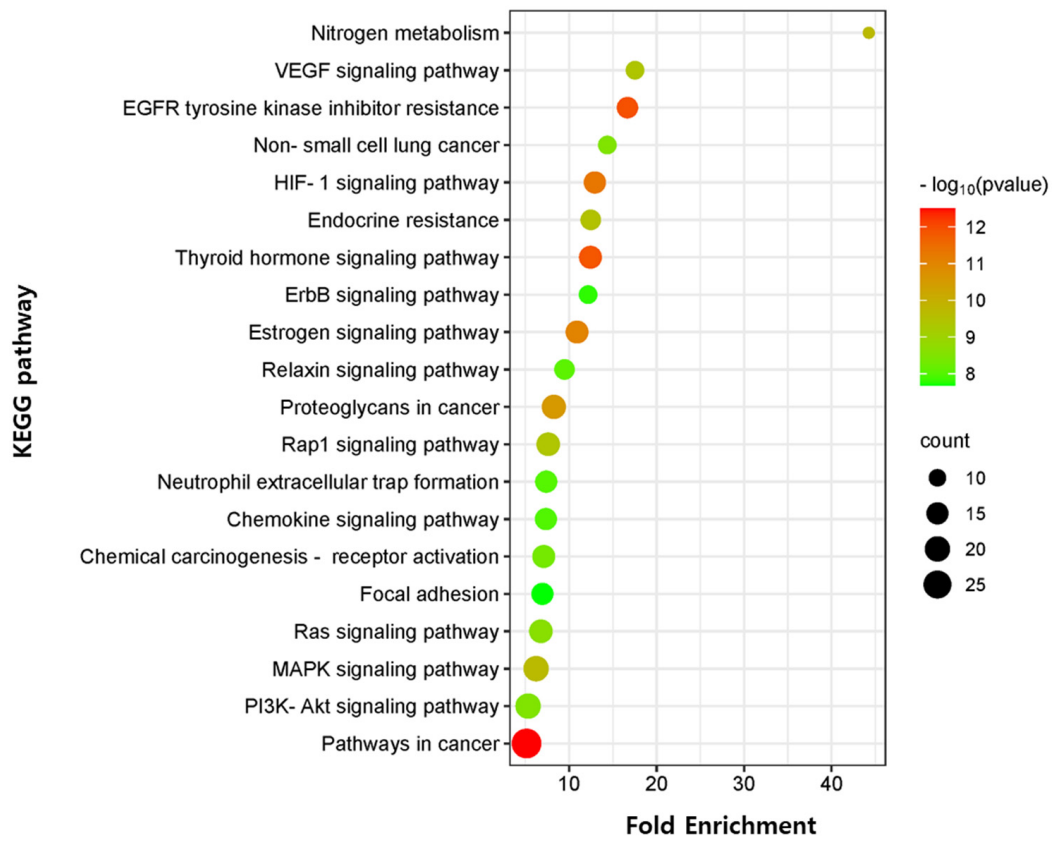 Nitrogen metabolism
VEGF signaling pathway
EGFR tyrosine kinase inhibitor resistance
Non- small cell lung cancer
HIF- 1 signaling pathway
Endocrine resistance
Thyroid hormone signaling pathway
ErbB signaling pathway
Estrogen signaling pathway
Relaxin signaling pathway
Proteoglycans in cancer
Rap1 signaling pathway
Neutrophil extracellular trap formation
Chemokine signaling pathway
Chemical carcinogenesis - receptor activation
Focal adhesion
Ras signaling pathway
MAPK signaling pathway
PI3K- Akt signaling pathway
Pathways in cancer
KEGG pathway
10 20 30 40
Fold Enrichment
- log₁₀(pvalue)
12
11
10
9
8
count
10
15
20
25